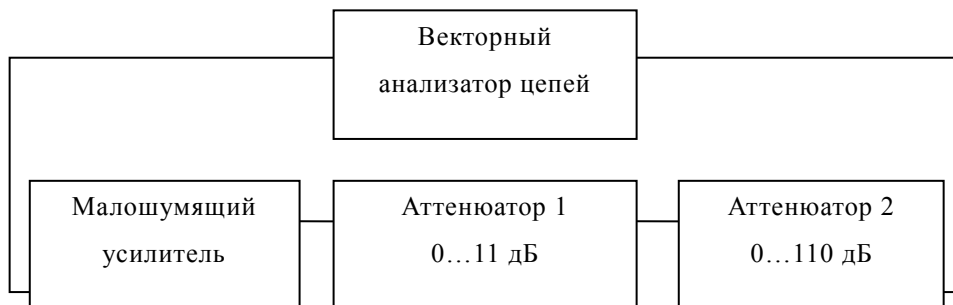 Векторный
анализатор цепей
Малошумящий
усилитель
Аттенюатор 1
0…11 дБ
Аттенюатор 2
0…110 дБ